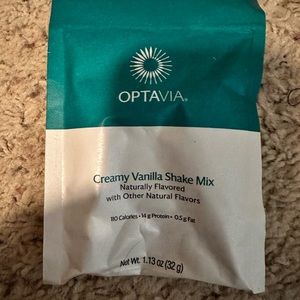 OPTAVIA®
Creamy Vanilla Shake Mix
Naturally Flavored
with Other Natural Flavors
110 Calories • 14 g Protein • 0.5 g Fat
Net Wt. 1.13 oz (32 g)